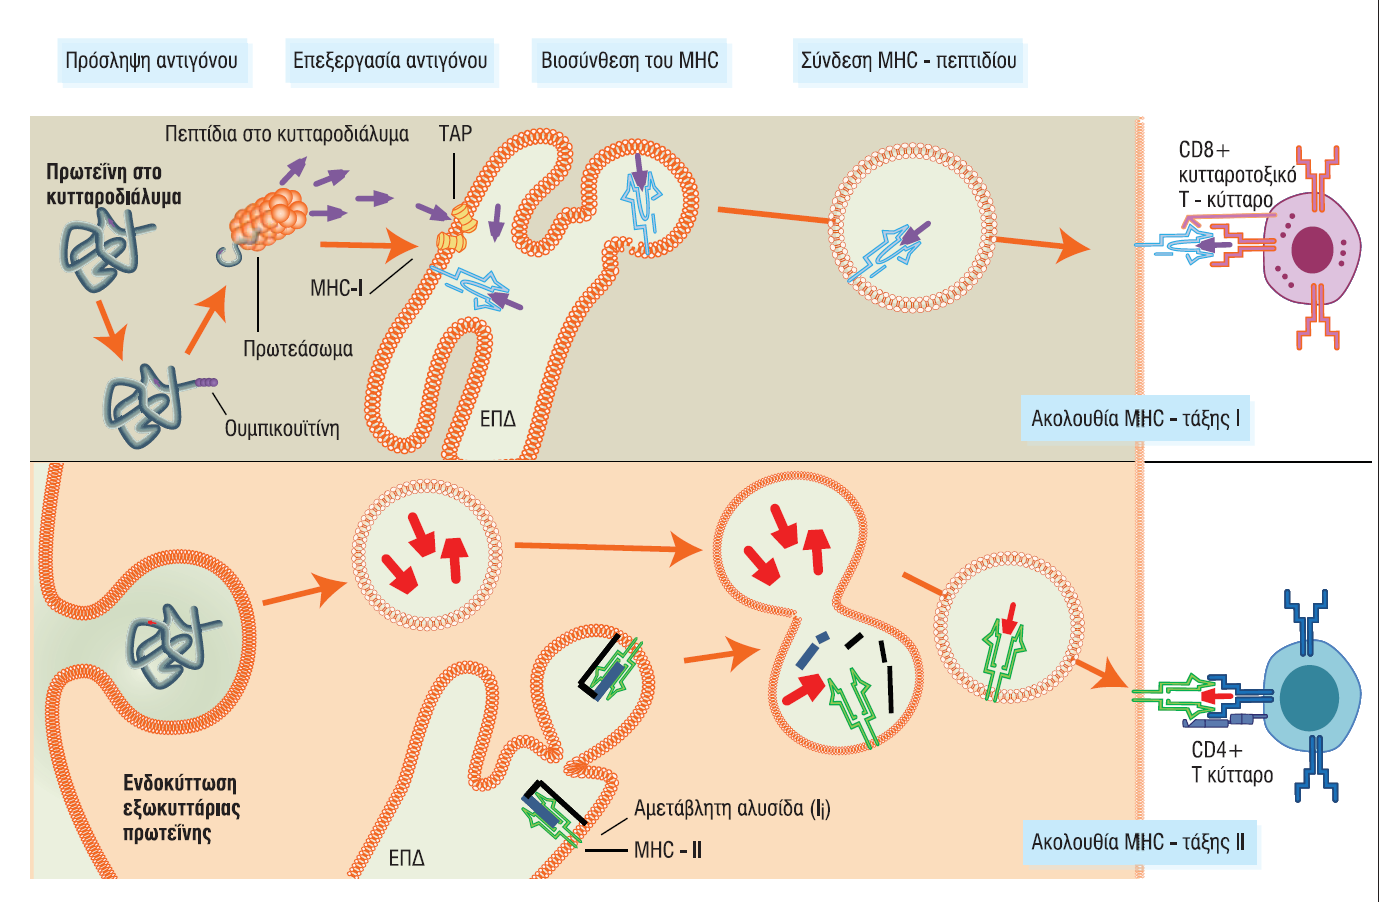 Πρόσληψη αντιγόνου
Επεξεργασία αντιγόνου
Βιοσύνθεση του MHC
Σύνδεση MHC - πεπτιδίου
Πεπτίδια στο κυτταροδιάλυμα
TAP
Πρωτεΐνη στο
κυτταροδιάλυμα
MHC-I
Πρωτεάσωμα
Ουμπικουϊτίνη
ΕΠΔ
CD8+
κυτταροτοξικό
Τ - κύτταρο
Ακολουθία MHC - τάξης I
Ενδοκύττωση
εξωκυττάριας
πρωτεΐνης
ΕΠΔ
Αμετάβλητη αλυσίδα (Ii)
MHC - II
CD4+
Τ κύτταρο
Ακολουθία MHC - τάξης II